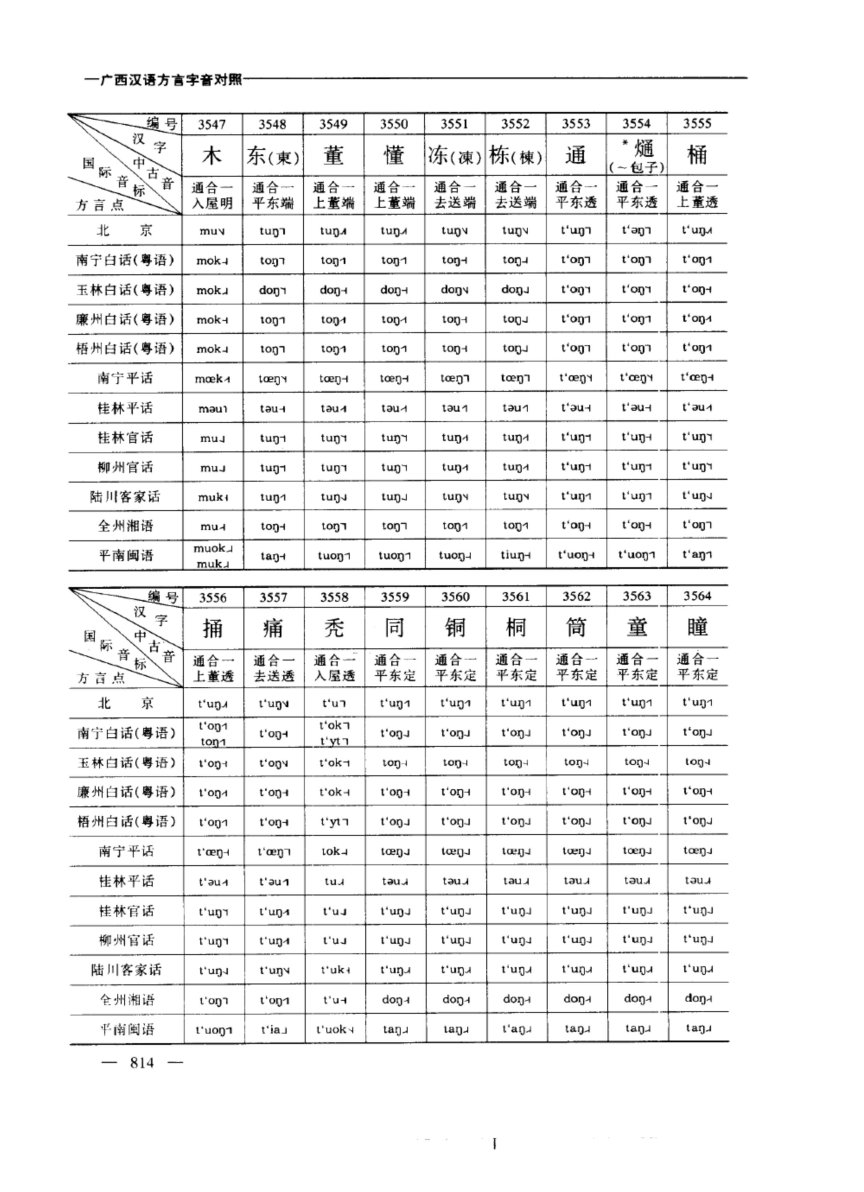 广西汉语方言字音对照
编号 3547 3548 3549 3550 3551 3552 3553 3554 3555
汉字 木 东(東) 董 懂 冻(凍) 栋(棟) 通 *熥(～包子) 桶
国际音标 中古音 通合一 通合一 通合一 通合一 通合一 通合一 通合一 通合一 通合一
方言点 入屋明 平东端 上董端 上董端 去送端 去送端 平东透 平东透 上董透
北京 mu tuŋ tuŋ tuŋ tuŋ tuŋ t‘uŋ t‘əŋ t‘uŋ
南宁白话(粤语) mok toŋ toŋ toŋ toŋ toŋ t‘oŋ t‘oŋ t‘oŋ
玉林白话(粤语) mok doŋ doŋ doŋ doŋ doŋ t‘oŋ t‘oŋ t‘oŋ
廉州白话(粤语) mok toŋ toŋ toŋ toŋ toŋ t‘oŋ t‘oŋ t‘oŋ
梧州白话(粤语) mok toŋ toŋ toŋ toŋ toŋ t‘oŋ t‘oŋ t‘oŋ
南宁平话 mœk tœŋ tœŋ tœŋ tœŋ tœŋ t‘œŋ t‘œŋ t‘œŋ
桂林平话 məu təu təu təu təu təu t‘əu t‘əu t‘əu
桂林官话 mu tuŋ tuŋ tuŋ tuŋ tuŋ t‘uŋ t‘uŋ t‘uŋ
柳州官话 mu tuŋ tuŋ tuŋ tuŋ tuŋ t‘uŋ t‘uŋ t‘uŋ
陆川客家话 muk tuŋ tuŋ tuŋ tuŋ tuŋ t‘uŋ t‘uŋ t‘uŋ
全州湘语 mu toŋ toŋ toŋ toŋ toŋ t‘oŋ t‘oŋ t‘oŋ
平南闽语 muok muk taŋ tuoŋ tuoŋ tuoŋ tiuŋ t‘uoŋ t‘uoŋ t‘aŋ
编号 3556 3557 3558 3559 3560 3561 3562 3563 3564
汉字 捅 痛 秃 同 铜 桐 筒 童 瞳
国际音标 中古音 通合一 通合一 通合一 通合一 通合一 通合一 通合一 通合一 通合一
方言点 上董透 去送透 入屋透 平东定 平东定 平东定 平东定 平东定 平东定
北京 t‘uŋ t‘uŋ t‘u t‘uŋ t‘uŋ t‘uŋ t‘uŋ t‘uŋ t‘uŋ
南宁白话(粤语) t‘oŋ toŋ t‘oŋ t‘ok t‘yt t‘oŋ t‘oŋ t‘oŋ t‘oŋ t‘oŋ t‘oŋ
玉林白话(粤语) t‘oŋ t‘oŋ t‘ok toŋ toŋ toŋ toŋ toŋ toŋ
廉州白话(粤语) t‘oŋ t‘oŋ t‘ok t‘oŋ t‘oŋ t‘oŋ t‘oŋ t‘oŋ t‘oŋ
梧州白话(粤语) t‘oŋ t‘oŋ t‘yt t‘oŋ t‘oŋ t‘oŋ t‘oŋ t‘oŋ t‘oŋ
南宁平话 t‘œŋ t‘œŋ tok tœŋ tœŋ tœŋ tœŋ tœŋ tœŋ
桂林平话 t‘əu t‘əu tu təu təu təu təu təu təu
桂林官话 t‘uŋ t‘uŋ t‘u t‘uŋ t‘uŋ t‘uŋ t‘uŋ t‘uŋ t‘uŋ
柳州官话 t‘uŋ t‘uŋ t‘u t‘uŋ t‘uŋ t‘uŋ t‘uŋ t‘uŋ t‘uŋ
陆川客家话 t‘uŋ t‘uŋ t‘uk t‘uŋ t‘uŋ t‘uŋ t‘uŋ t‘uŋ t‘uŋ
全州湘语 t‘oŋ t‘oŋ t‘u doŋ doŋ doŋ doŋ doŋ doŋ
平南闽语 t‘uoŋ t‘ia t‘uok taŋ taŋ t‘aŋ taŋ taŋ taŋ
— 814 —